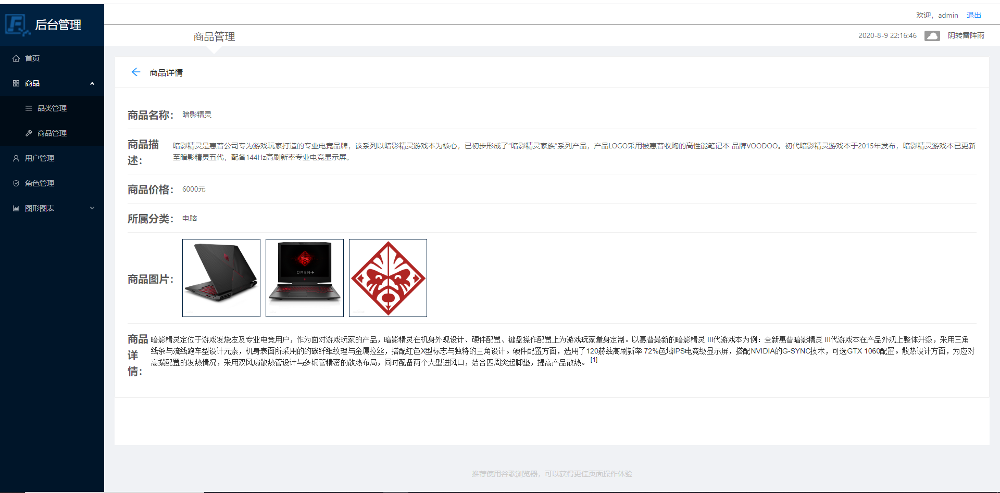 后台管理
欢迎，admin 退出
商品管理
2020-8-9 22:16:46 阴转雷阵雨
首页
商品
品类管理
商品管理
用户管理
角色管理
图形图表
商品详情
商品名称：
暗影精灵
商品描
述：
暗影精灵是惠普公司专为游戏玩家打造的专业电竞品牌，该系列以暗影精灵游戏本为核心，已初步形成了“暗影精灵家族”系列产品，产品LOGO采用被惠普收购的高性能笔记本 品牌VOODOO。初代暗影精灵游戏本于2015年发布，暗影精灵游戏本已更新
至暗影精灵五代，配备144Hz高刷新率专业电竞显示屏。
商品价格：
6000元
所属分类：
电脑
商品图片：
OMEN
商品
详
情：
暗影精灵定位于游戏发烧友及专业电竞用户，作为面对游戏玩家的产品，暗影精灵在机身外观设计、硬件配置、键盘操作配置上为游戏玩家量身定制。以惠普最新的暗影精灵 III代游戏本为例：全新惠普暗影精灵 III代游戏本在产品外观上整体升级，采用三角
线条与流线跑车型设计元素，机身表面所采用的的碳纤维纹理与金属拉丝，搭配红色X型标志与独特的三角设计。硬件配置方面，选用了120赫兹高刷新率 72%色域IPS电竞级显示屏，搭配NVIDIA的G-SYNC技术，可选GTX 1060配置。散热设计方面，为应对
高端配置的发热情况，采用双风扇散热管设计与多铜管精密的散热布局，同时配备两个大型进风口，结合四周突起脚垫，提高产品散热。 [1]
推荐使用谷歌浏览器，可以获得更佳页面操作体验